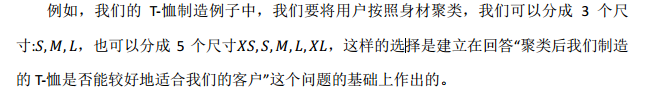 例如，我们的 T-恤制造例子中，我们要将用户按照身材聚类，我们可以分成 3 个尺
寸:S,M,L，也可以分成 5 个尺寸XS,S,M,L,XL，这样的选择是建立在回答“聚类后我们制造
的 T-恤是否能较好地适合我们的客户”这个问题的基础上作出的。